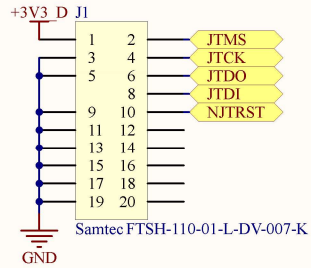 +3V3_D J1
1 2 JTMS
3 4 JTCK
5 6 JTDO
8 JTDI
9 10 NJTRST
11 12
13 14
15 16
17 18
19 20
Samtec FTSH-110-01-L-DV-007-K
GND